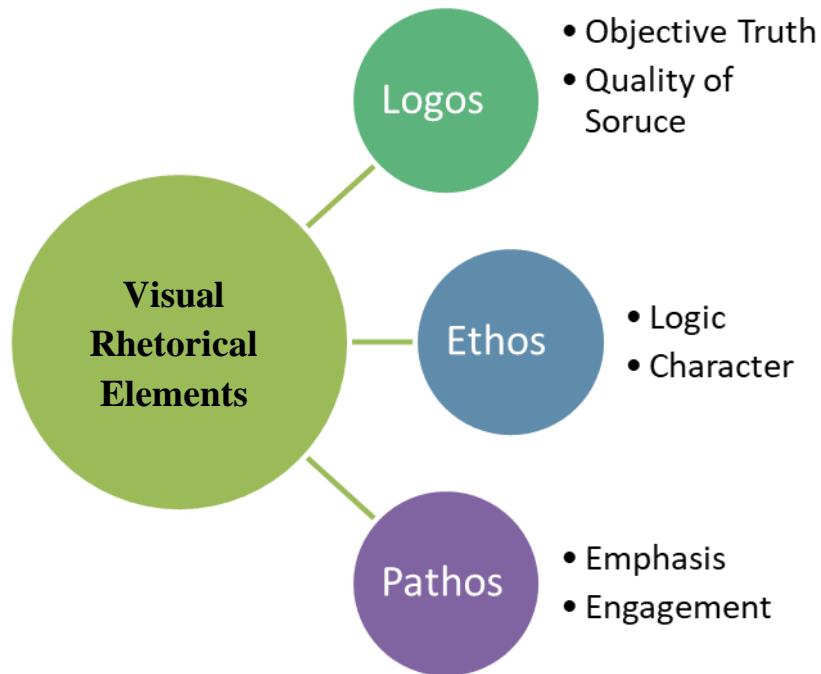 Visual
Rhetorical
Elements
Logos
• Objective Truth
• Quality of
Soruce
Ethos
• Logic
• Character
Pathos
• Emphasis
• Engagement